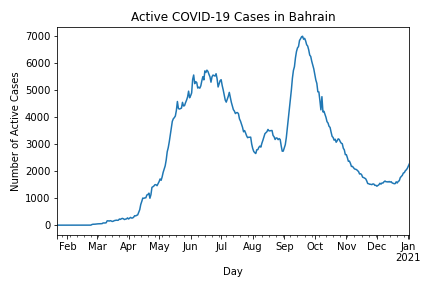 Active COVID-19 Cases in Bahrain
Number of Active Cases
7000
6000
5000
4000
3000
2000
1000
0
Feb Mar Apr May Jun Jul Aug Sep Oct Nov Dec Jan
2021
Day